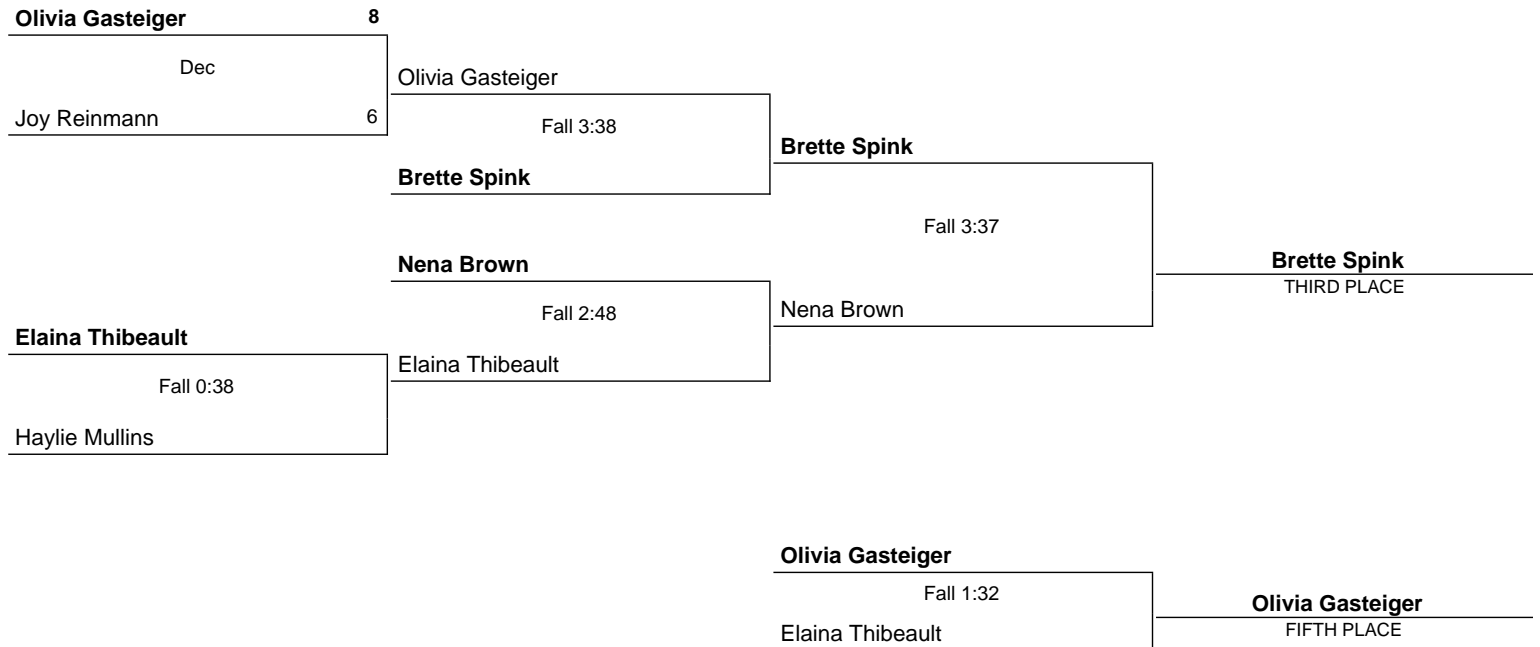 Olivia Gasteiger 8
Dec
Joy Reinmann 6
Olivia Gasteiger
Fall 3:38
Brette Spink
Brette Spink
Fall 3:37
Nena Brown
Brette Spink
THIRD PLACE
Nena Brown
Fall 2:48
Elaina Thibeault
Elaina Thibeault
Fall 0:38
Haylie Mullins
Olivia Gasteiger
Fall 1:32
Elaina Thibeault
Olivia Gasteiger
FIFTH PLACE